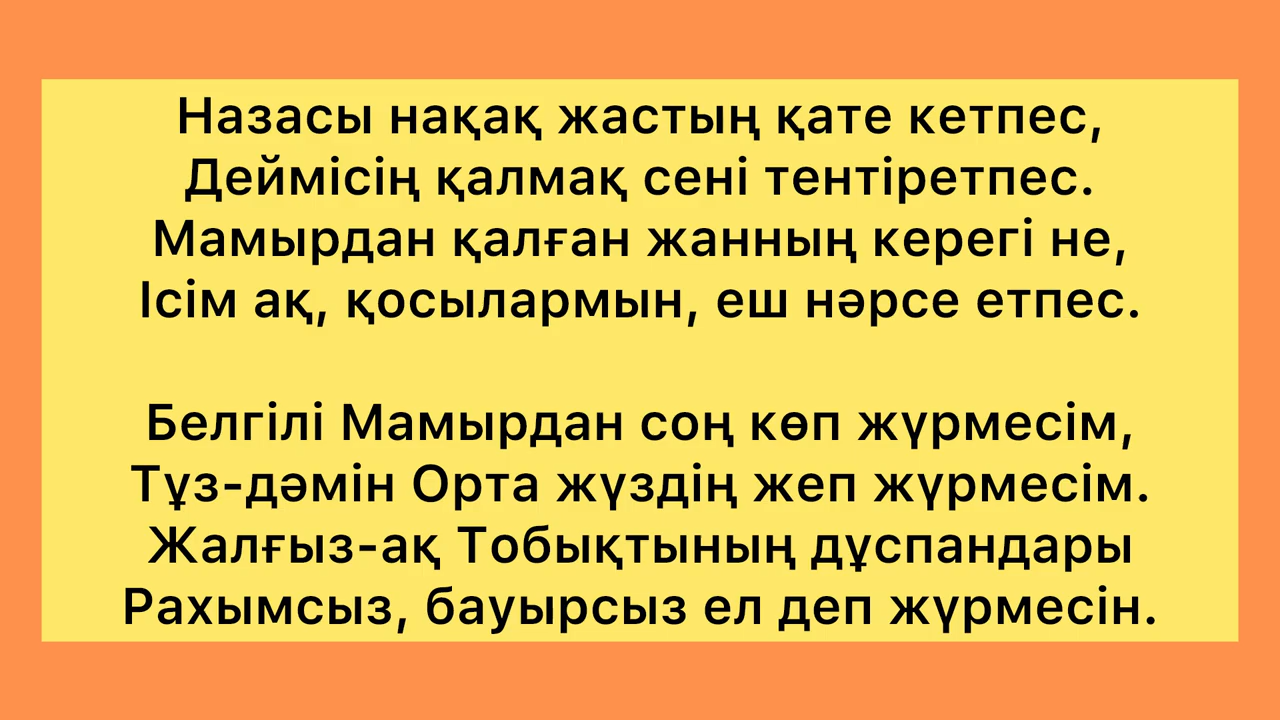 Назасы нақақ жастың қате кетпес,
Деймісің қалмақ сені тентіретпес.
Мамырдан қалған жанның керегі не,
Ісім ақ, қосылармын, еш нәрсе етпес.
Белгілі Мамырдан соң көп жүрмесім,
Тұз-дәмін Орта жүздің жеп жүрмесім.
Жалғыз-ақ Тобықтының дұспандары
Рахымсыз, бауырсыз ел деп жүрмесін.